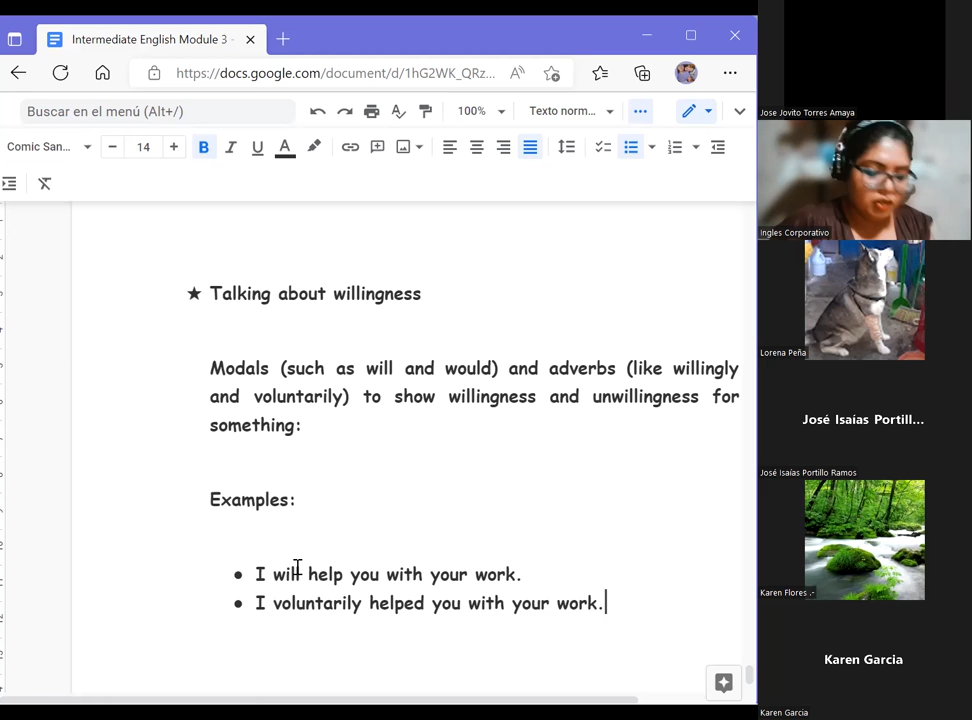 Intermediate English Module 3 -
https://docs.google.com/document/d/1hG2WK_QRz...
Buscar en el menú (Alt+/)
100%
Texto norm...
Comic San...
14
★ Talking about willingness
Modals (such as will and would) and adverbs (like willingly
and voluntarily) to show willingness and unwillingness for
something:
Examples:
● I will help you with your work.
● I voluntarily helped you with your work.
Jose Jovito Torres Amaya
Ingles Corporativo
Lorena Peña
José Isaías Portill...
José Isaías Portillo Ramos
Karen Flores .-
Karen Garcia
Karen Garcia